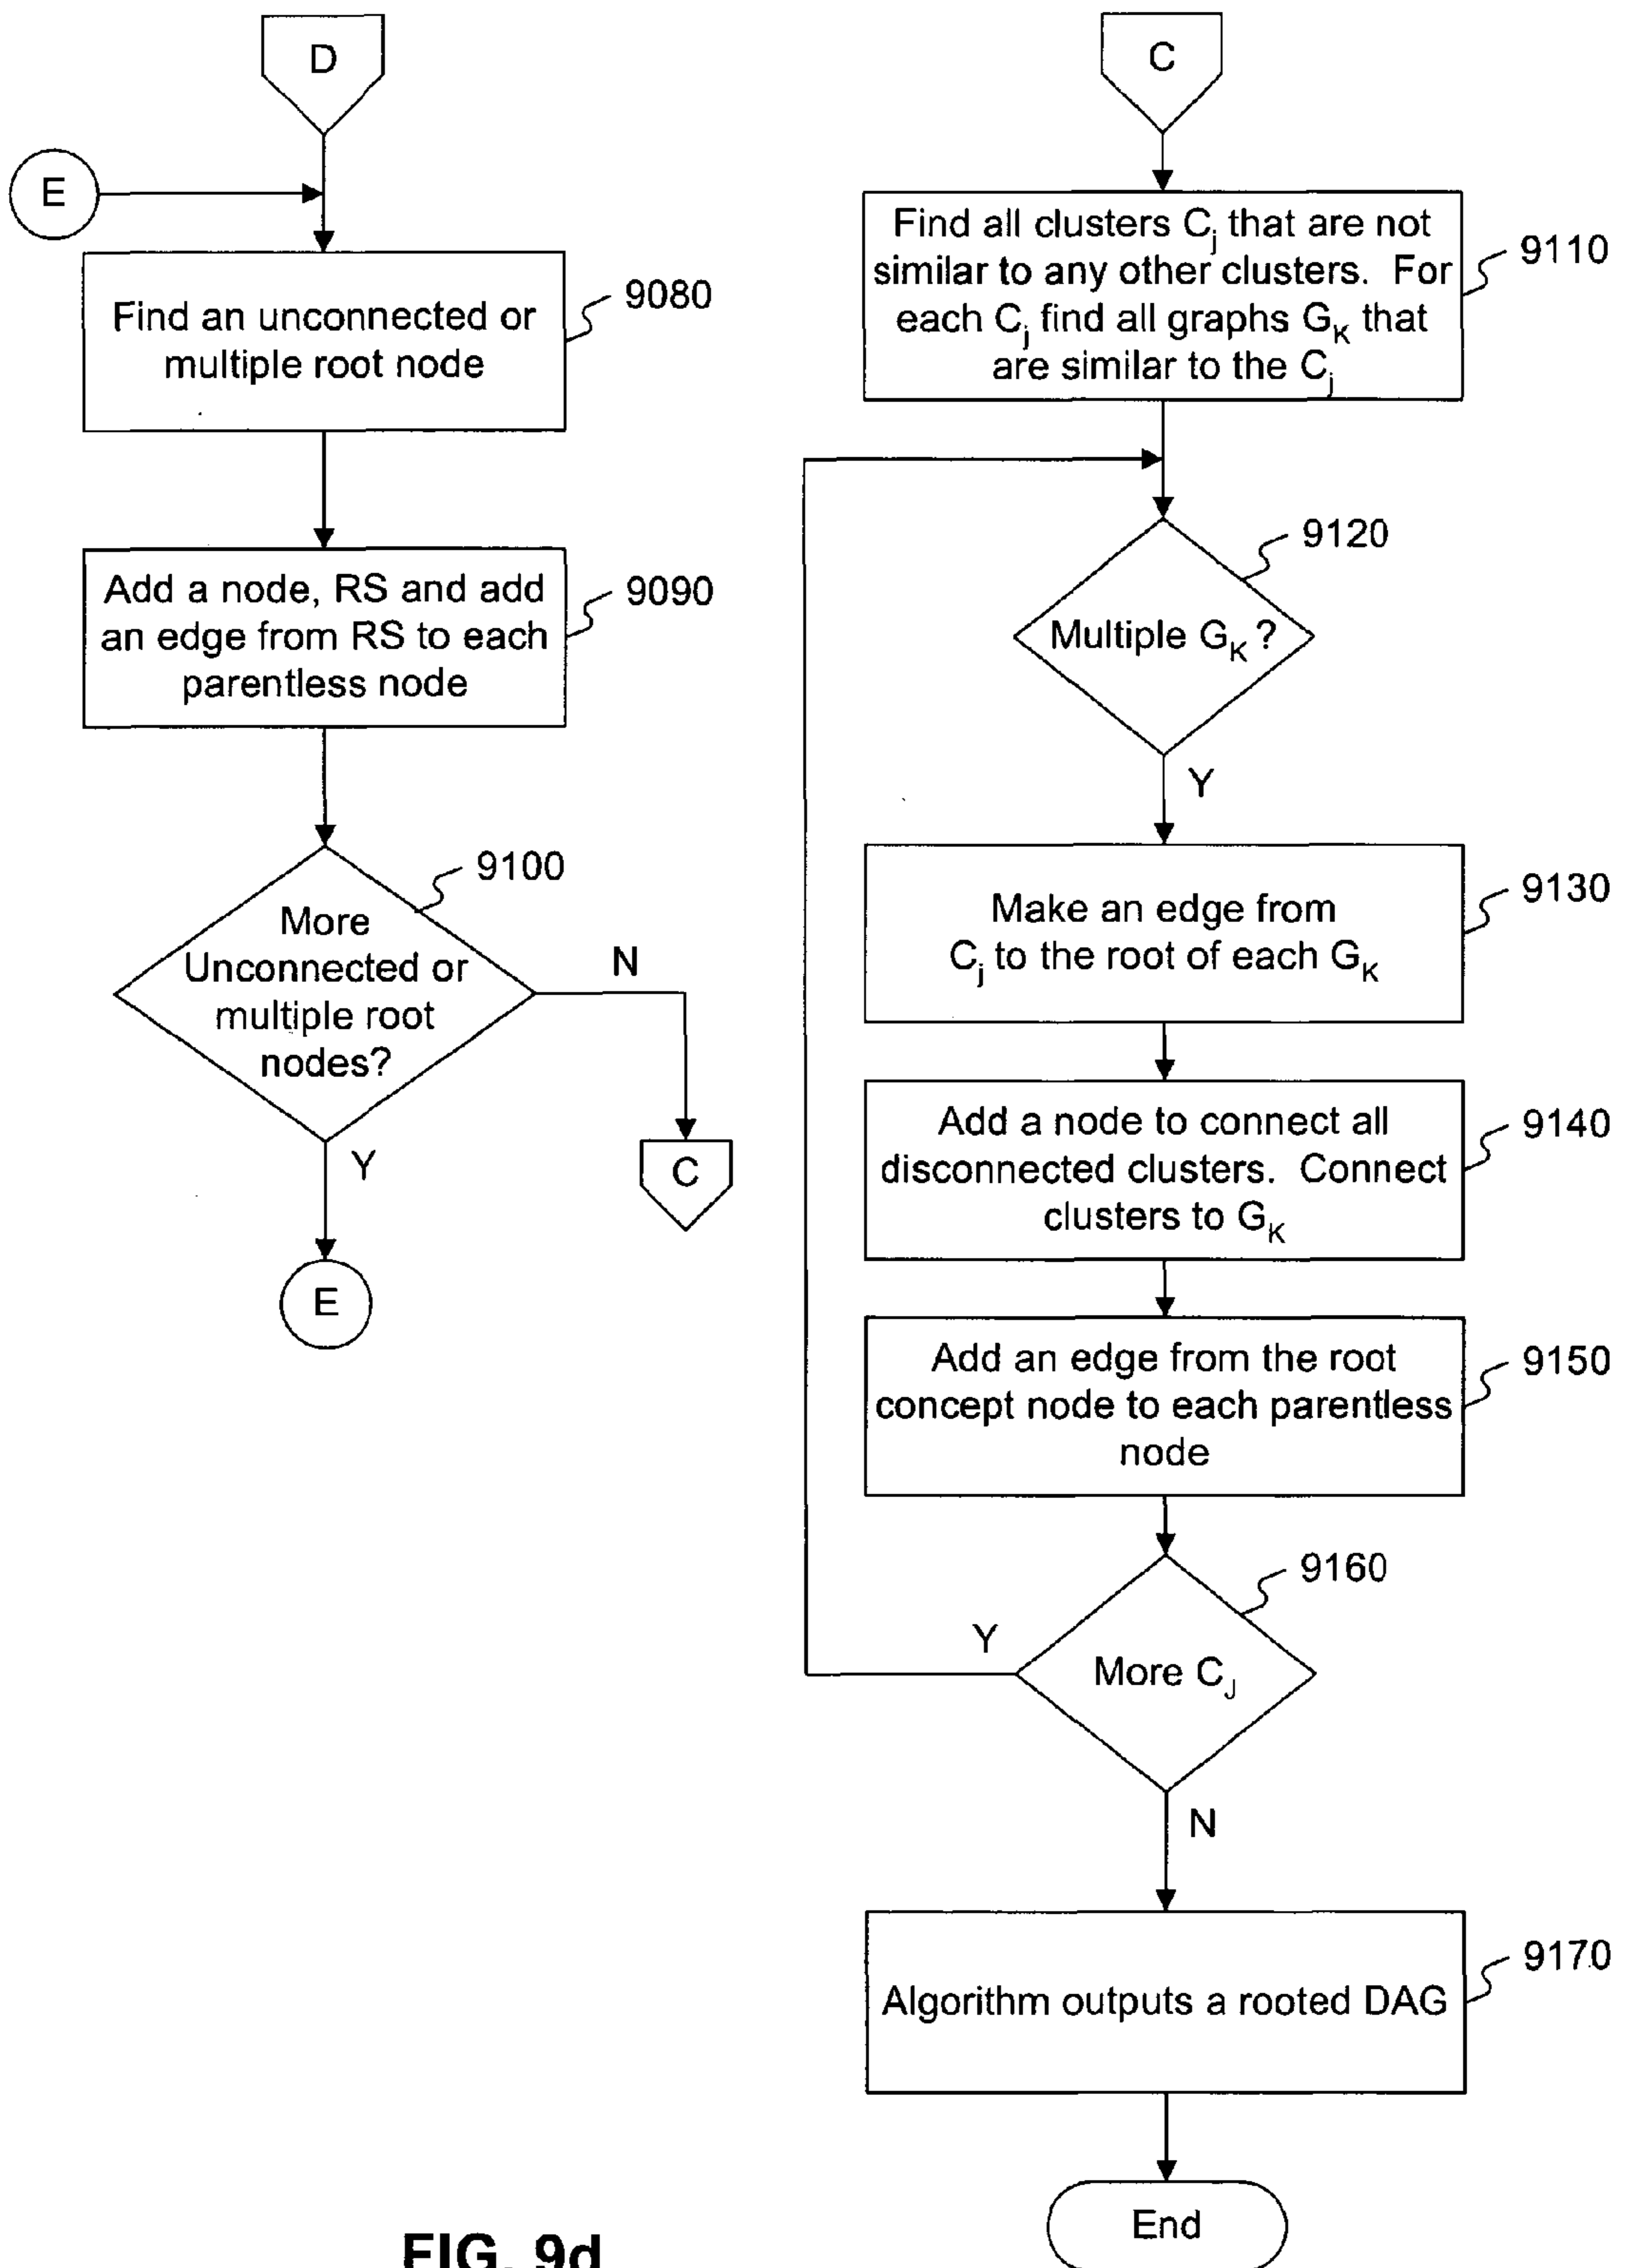 D
E
Find an unconnected or
multiple root node
9080
Add a node, RS and add
an edge from RS to each
parentless node
9090
More
Unconnected or
multiple root
nodes?
9100
N
C
Y
E
C
Find all clusters Cj that are not
similar to any other clusters. For
each Cj find all graphs GK that
are similar to the Cj
9110
Multiple GK ?
9120
Y
Make an edge from
Cj to the root of each GK
9130
Add a node to connect all
disconnected clusters. Connect
clusters to GK
9140
Add an edge from the root
concept node to each parentless
node
9150
More CJ
9160
Y
N
Algorithm outputs a rooted DAG
9170
End
FIG. 9d